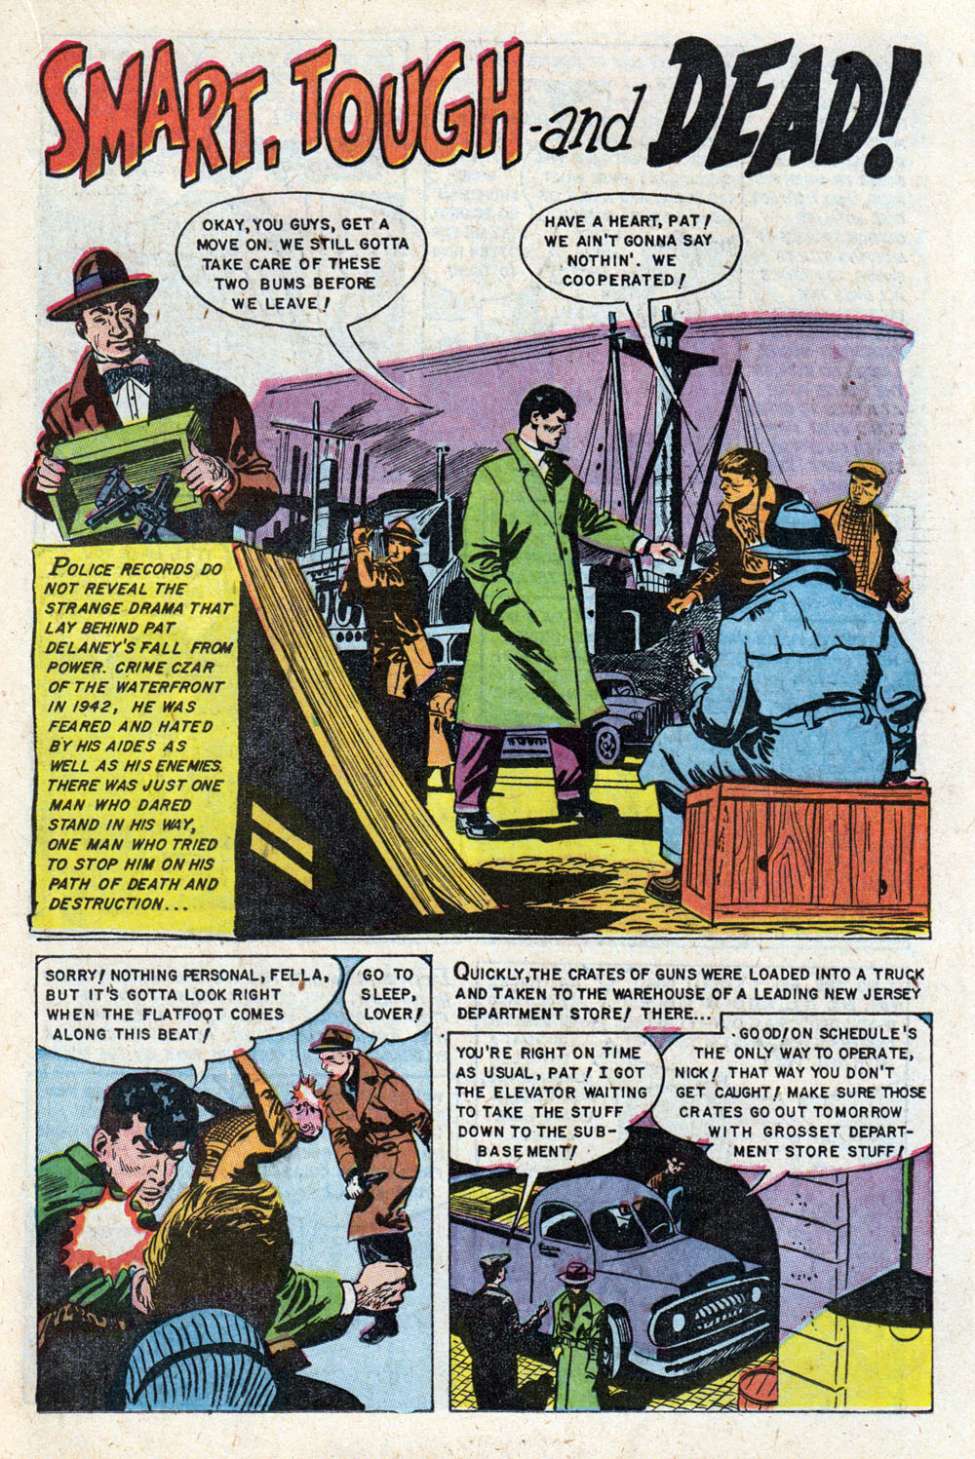 SMART, TOUGH -and DEAD!
OKAY, YOU GUYS, GET A
MOVE ON. WE STILL GOTTA
TAKE CARE OF THESE
TWO BUMS BEFORE
WE LEAVE!
HAVE A HEART, PAT!
WE AIN'T GONNA SAY
NOTHIN'. WE
COOPERATED!
POLICE RECORDS DO
NOT REVEAL THE
STRANGE DRAMA THAT
LAY BEHIND PAT
DELANEY'S FALL FROM
POWER. CRIME CZAR
OF THE WATERFRONT
IN 1942, HE WAS
FEARED AND HATED
BY HIS AIDES AS
WELL AS HIS ENEMIES.
THERE WAS JUST ONE
MAN WHO DARED
STAND IN HIS WAY,
ONE MAN WHO TRIED
TO STOP HIM ON HIS
PATH OF DEATH AND
DESTRUCTION...
SORRY! NOTHING PERSONAL, FELLA,
BUT IT'S GOTTA LOOK RIGHT
WHEN THE FLATFOOT COMES
ALONG THIS BEAT!
GO TO
SLEEP,
LOVER!
QUICKLY, THE CRATES OF GUNS WERE LOADED INTO A TRUCK
AND TAKEN TO THE WAREHOUSE OF A LEADING NEW JERSEY
DEPARTMENT STORE! THERE...
YOU'RE RIGHT ON TIME
AS USUAL, PAT! I GOT
THE ELEVATOR WAITING
TO TAKE THE STUFF
DOWN TO THE SUB-
BASEMENT!
GOOD! ON SCHEDULE'S
THE ONLY WAY TO OPERATE,
NICK! THAT WAY YOU DON'T
GET CAUGHT! MAKE SURE THOSE
CRATES GO OUT TOMORROW
WITH GROSSET DEPART-
MENT STORE STUFF!